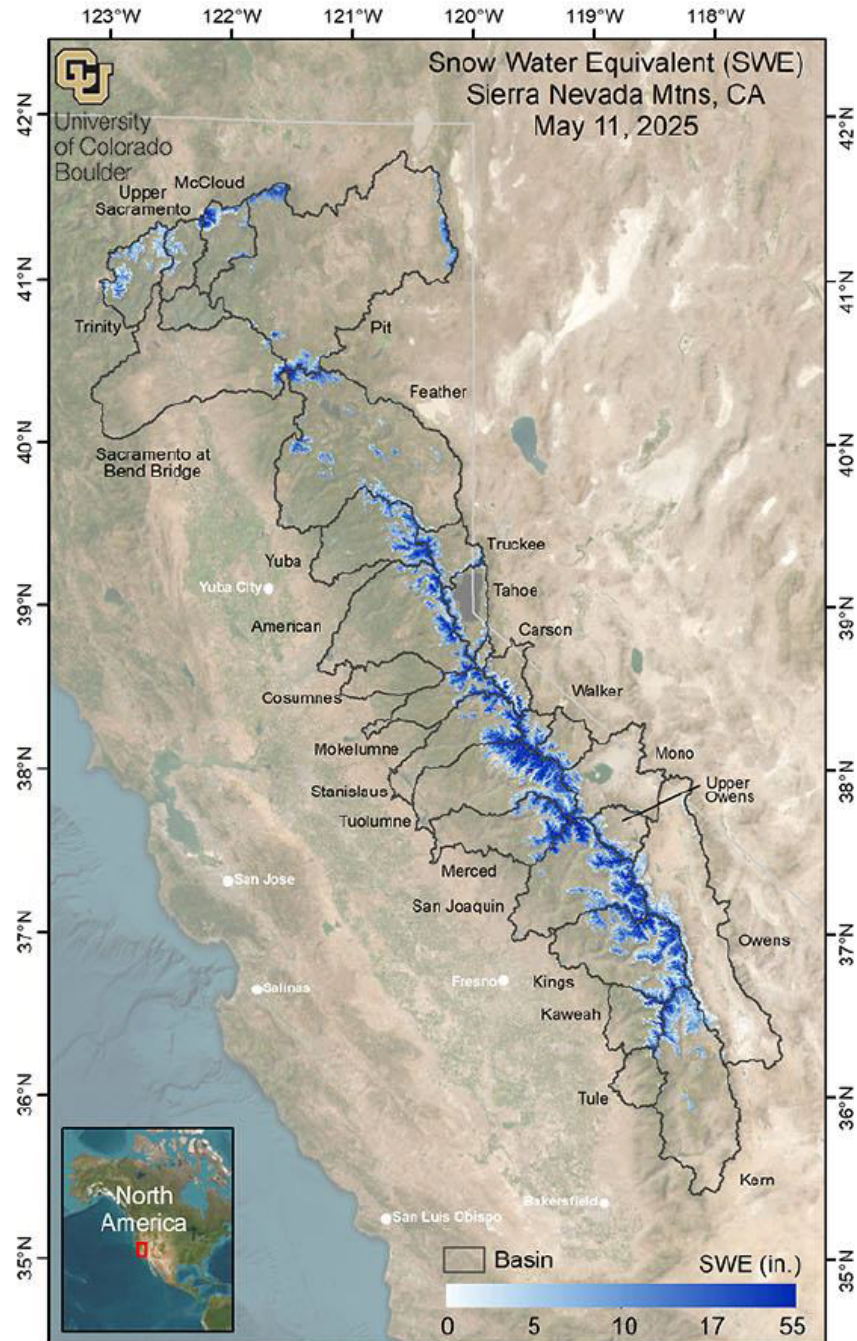 123°W 122°W 121°W 120°W 119°W 118°W
Snow Water Equivalent (SWE)
Sierra Nevada Mtns, CA
May 11, 2025
CU
University
of Colorado
Boulder
42°N 42°N
McCloud
Upper
Sacramento
41°N 41°N
Trinity
Pit
Feather
40°N 40°N
Sacramento at
Bend Bridge
Truckee
Yuba
Yuba City
Tahoe
39°N 39°N
American
Carson
Cosumnes
Walker
Mokelumne
Mono
38°N 38°N
Stanislaus
Upper
Owens
Tuolumne
Merced
San Jose
San Joaquin
37°N 37°N
Owens
Fresno
Kings
Salinas
Kaweah
36°N 36°N
Tule
Kern
North
America
Bakersfield
San Luis Obispo
35°N 35°N
Basin
SWE (in.)
0 5 10 17 55